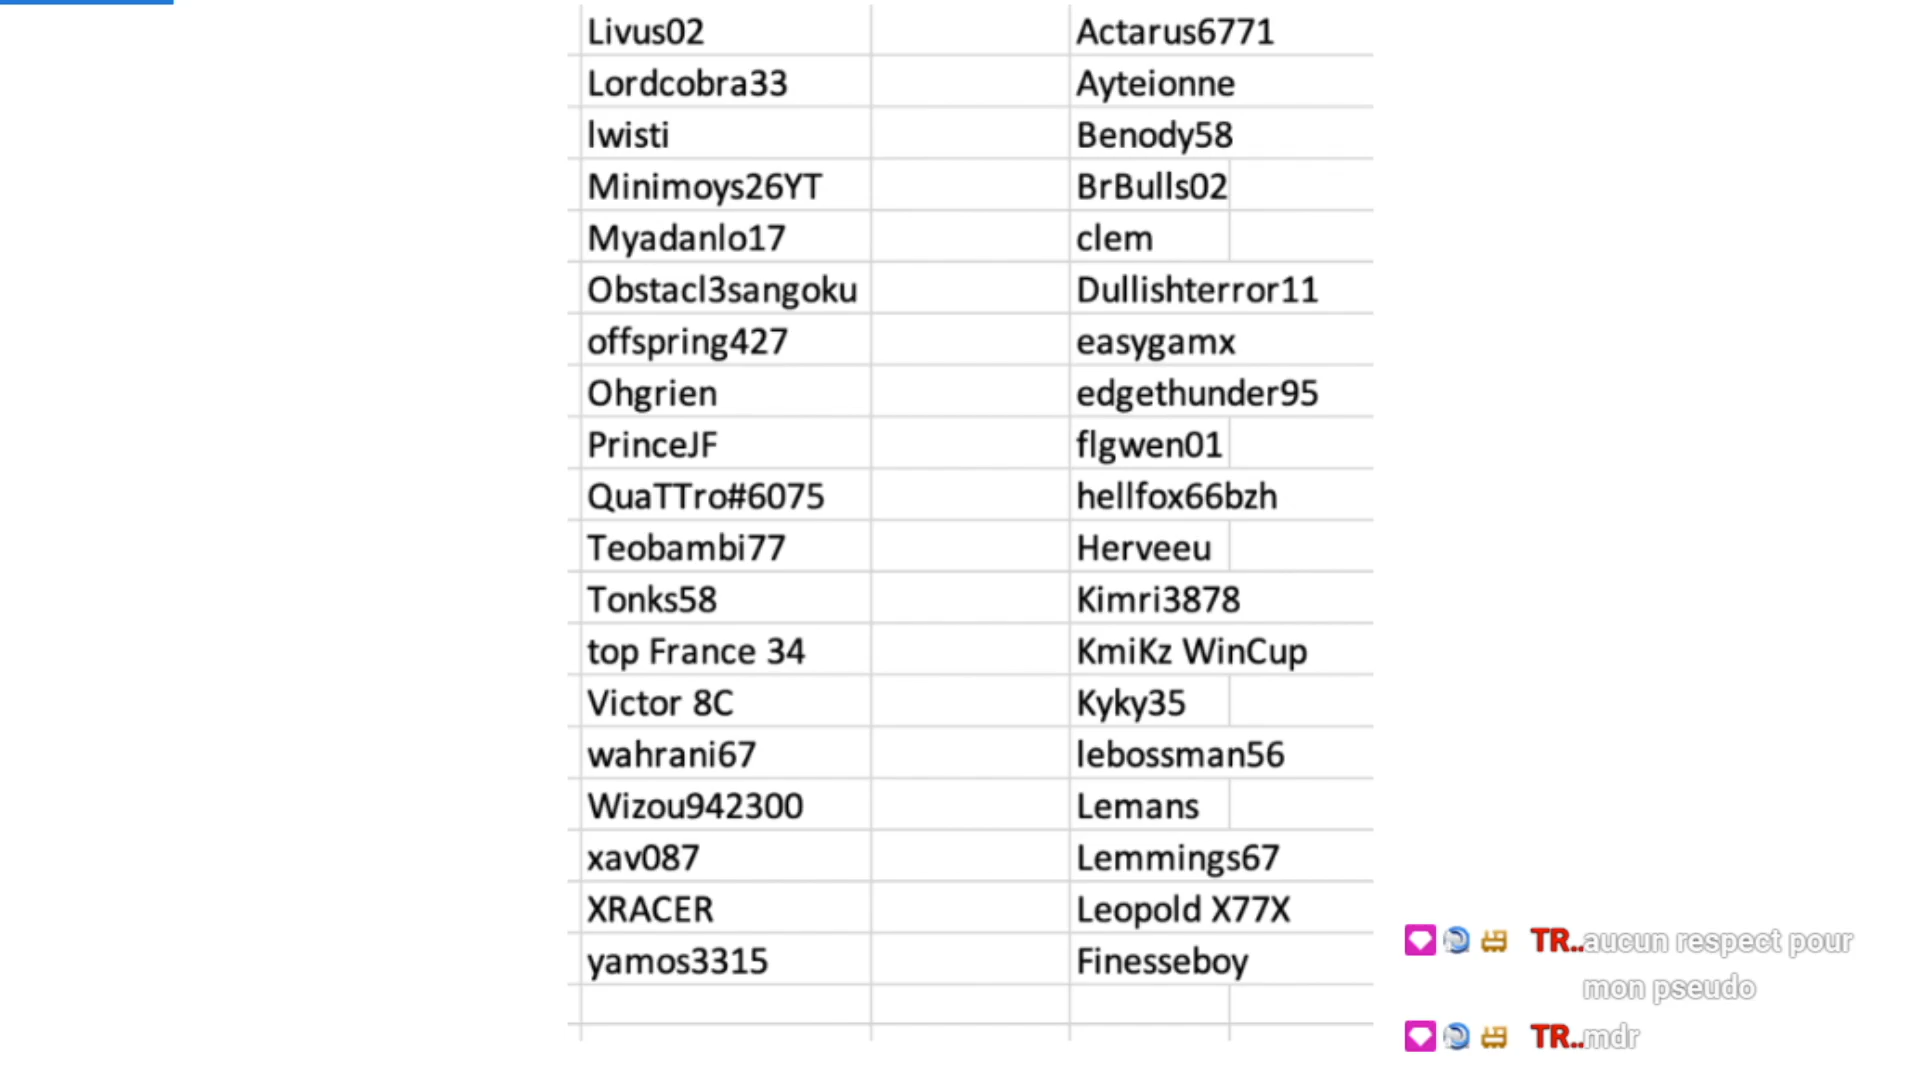 Livus02
Actarus6771
Lordcobra33
Ayteionne
lwisti
Benody58
Minimoys26YT
BrBulls02
Myadanlo17
clem
Obstacl3sangoku
Dullishterror11
offspring427
easygamx
Ohgrien
edgethunder95
PrinceJF
flgwen01
QuaTTro#6075
hellfox66bzh
Teobambi77
Herveeu
Tonks58
Kimri3878
top France 34
KmiKz WinCup
Victor 8C
Kyky35
wahrani67
lebossman56
Wizou942300
Lemans
xav087
Lemmings67
XRACER
Leopold X77X
yamos3315
Finesseboy
TR..aucun respect pour
mon pseudo
TR..mdr